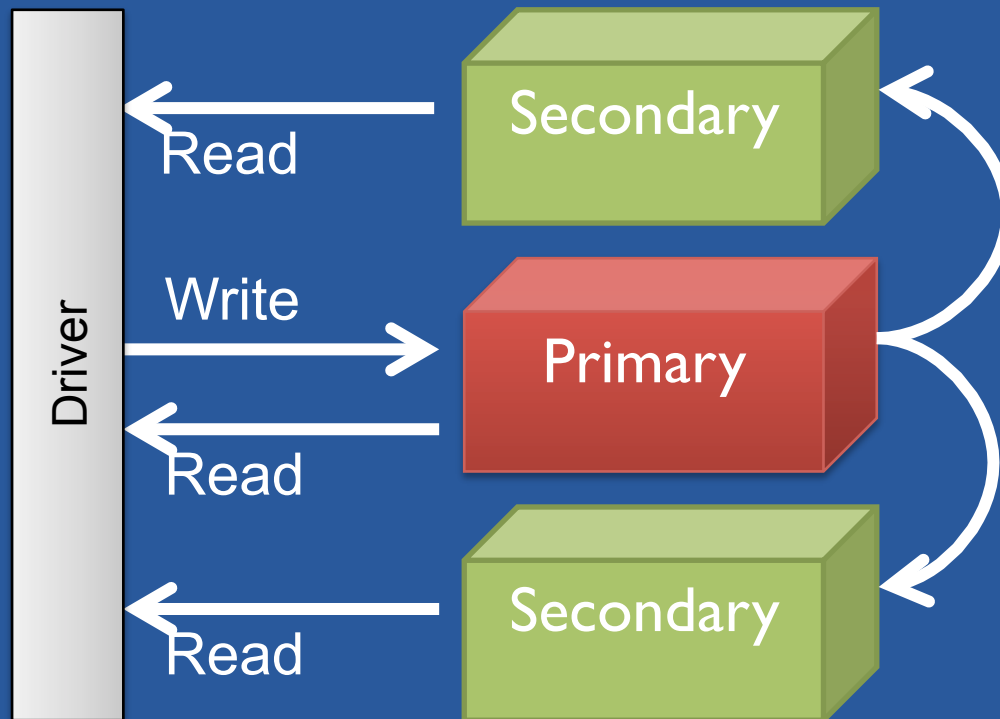 Driver
Secondary
Read
Write
Primary
Read
Secondary
Read